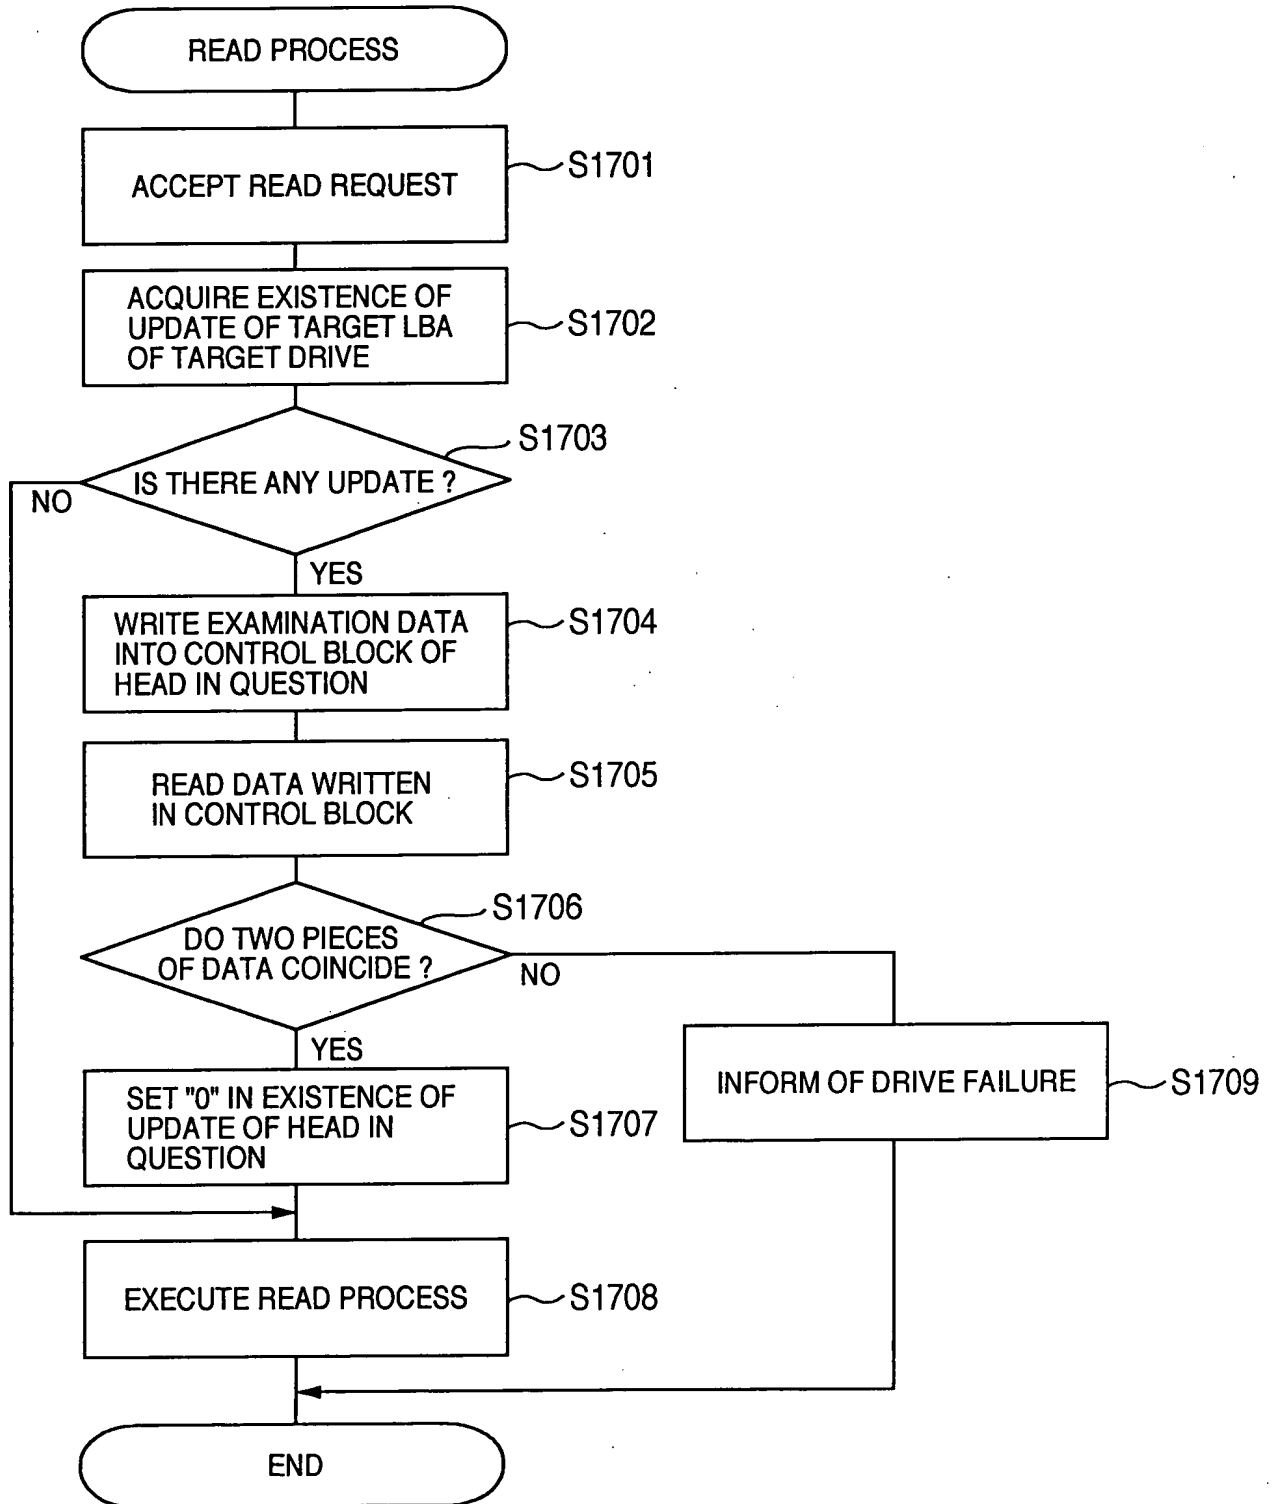 READ PROCESS
ACCEPT READ REQUEST
S1701
ACQUIRE EXISTENCE OF
UPDATE OF TARGET LBA
OF TARGET DRIVE
S1702
S1703
IS THERE ANY UPDATE ?
NO
YES
WRITE EXAMINATION DATA
INTO CONTROL BLOCK OF
HEAD IN QUESTION
S1704
READ DATA WRITTEN
IN CONTROL BLOCK
S1705
S1706
DO TWO PIECES
OF DATA COINCIDE ?
NO
YES
SET "0" IN EXISTENCE OF
UPDATE OF HEAD IN
QUESTION
S1707
INFORM OF DRIVE FAILURE
S1709
EXECUTE READ PROCESS
S1708
END